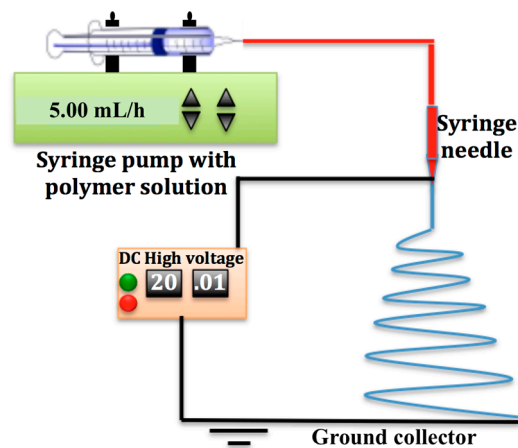 5.00 mL/h
Syringe pump with
polymer solution
Syringe
needle
DC High voltage
20 .01
Ground collector